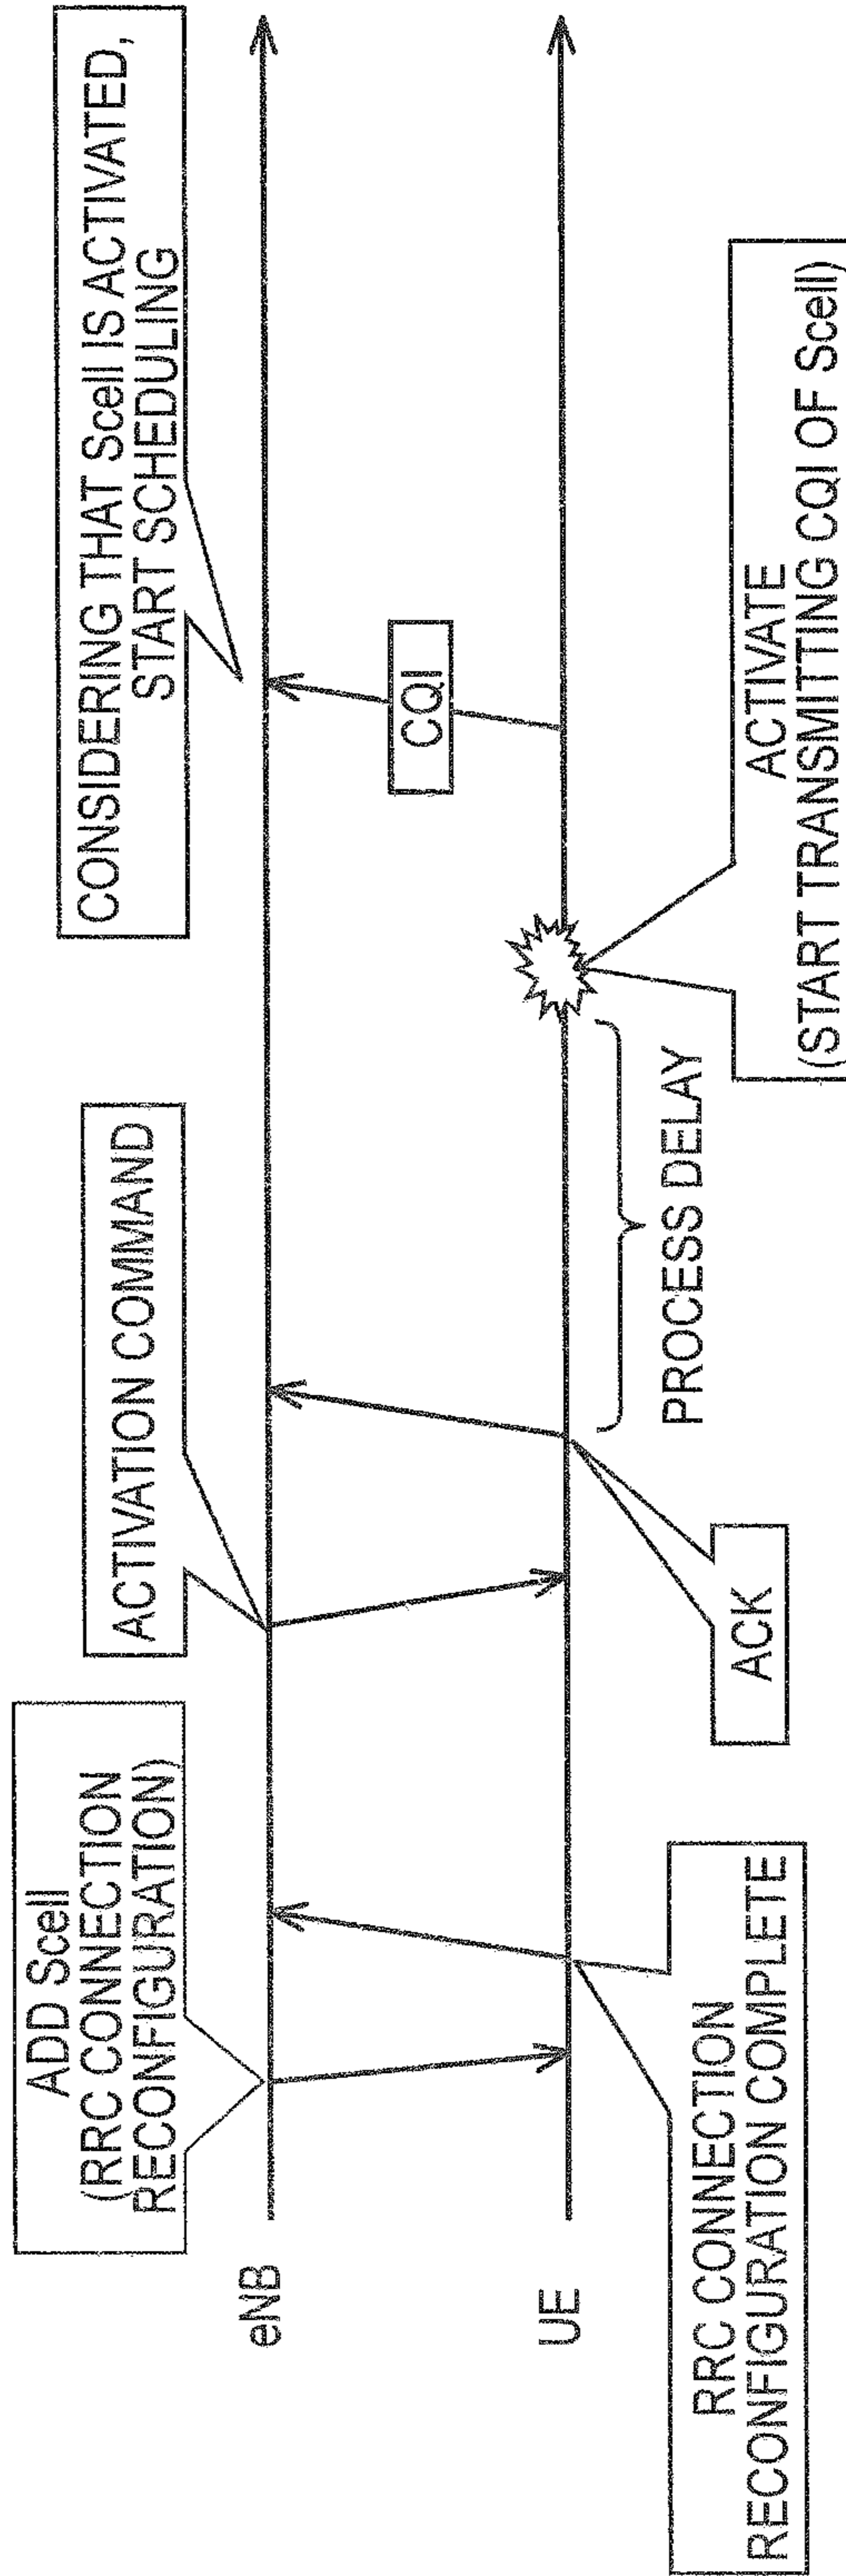 ADD Scell
(RRC CONNECTION
RECONFIGURATION)
ACTIVATION COMMAND
CONSIDERING THAT Scell IS ACTIVATED,
START SCHEDULING
eNB
CQI
UE
RRC CONNECTION
RECONFIGURATION COMPLETE
ACK
PROCESS DELAY
ACTIVATE
(START TRANSMITTING CQI OF Scell)